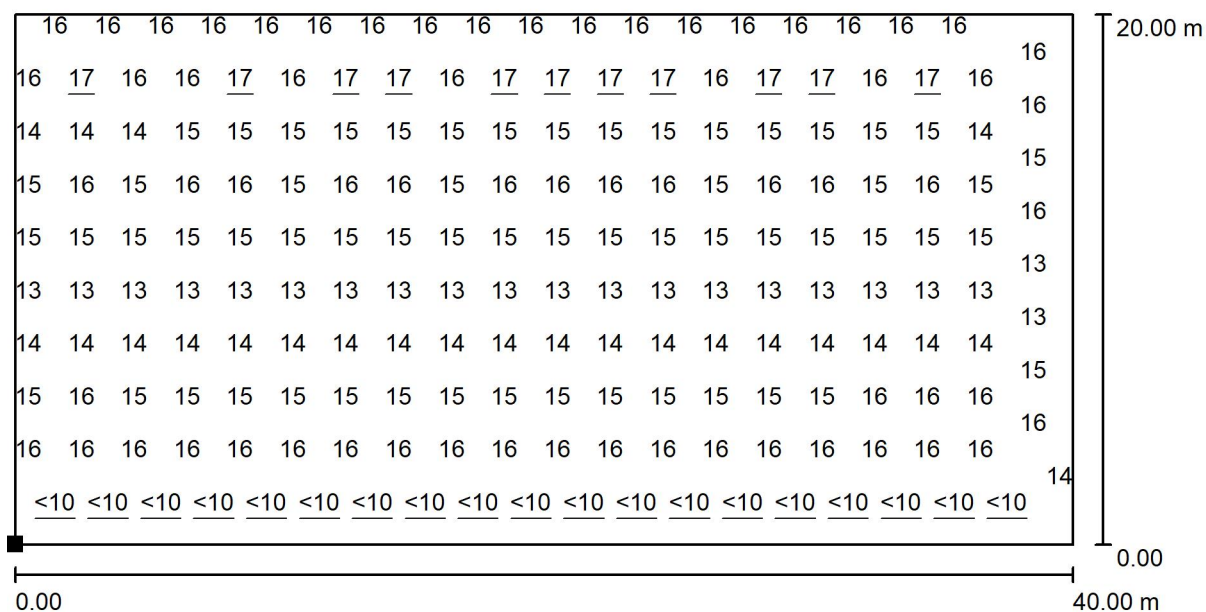 16 16 16 16 16 16 16 16 16 16 16 16 16 16 16 16 16 16
20.00 m
16
16 17 16 16 17 16 17 17 16 17 17 17 17 16 17 17 16 17 16
16
14 14 14 15 15 15 15 15 15 15 15 15 15 15 15 15 15 15 14
15
15 16 15 16 16 15 16 16 15 16 16 16 16 15 16 16 15 16 15
16
15 15 15 15 15 15 15 15 15 15 15 15 15 15 15 15 15 15 15
13
13 13 13 13 13 13 13 13 13 13 13 13 13 13 13 13 13 13 13
13
14 14 14 14 14 14 14 14 14 14 14 14 14 14 14 14 14 14 14
15
15 16 15 15 15 15 15 15 15 15 15 15 15 15 15 15 16 16 16
16
16 16 16 16 16 16 16 16 16 16 16 16 16 16 16 16 16 16 16
14
<10 <10 <10 <10 <10 <10 <10 <10 <10 <10 <10 <10 <10 <10 <10 <10 <10 <10 <10
0.00
0.00
40.00 m